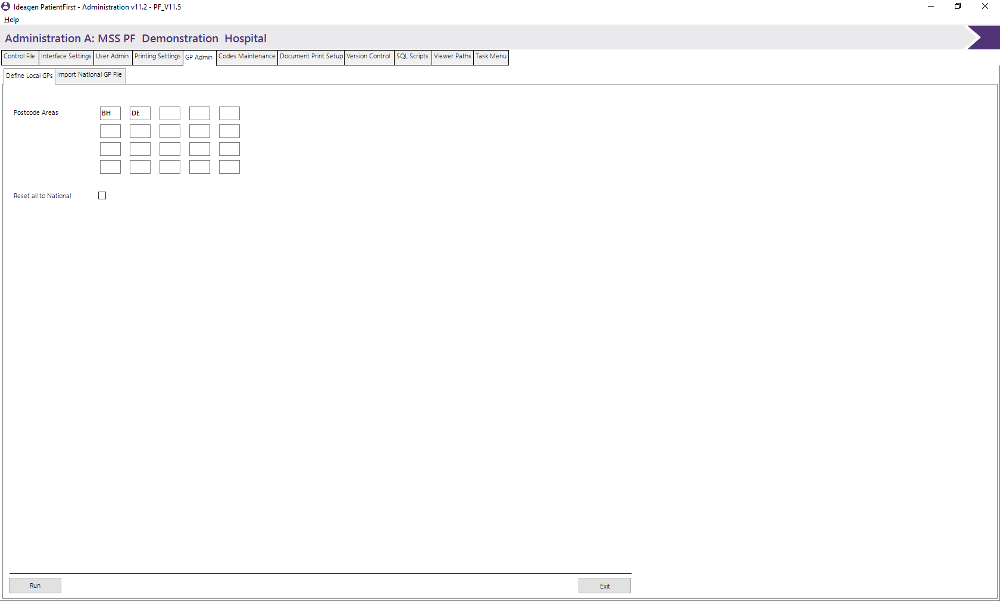 Ideagen PatientFirst - Administration v11.2 - PF_V11.5
Help
Administration A: MSS PF Demonstration Hospital
Control File Interface Settings User Admin Printing Settings GP Admin Codes Maintenance Document Print Setup Version Control SQL Scripts Viewer Paths Task Menu
Define Local GPs Import National GP File
Postcode Areas BH DE
Reset all to National
Run Exit